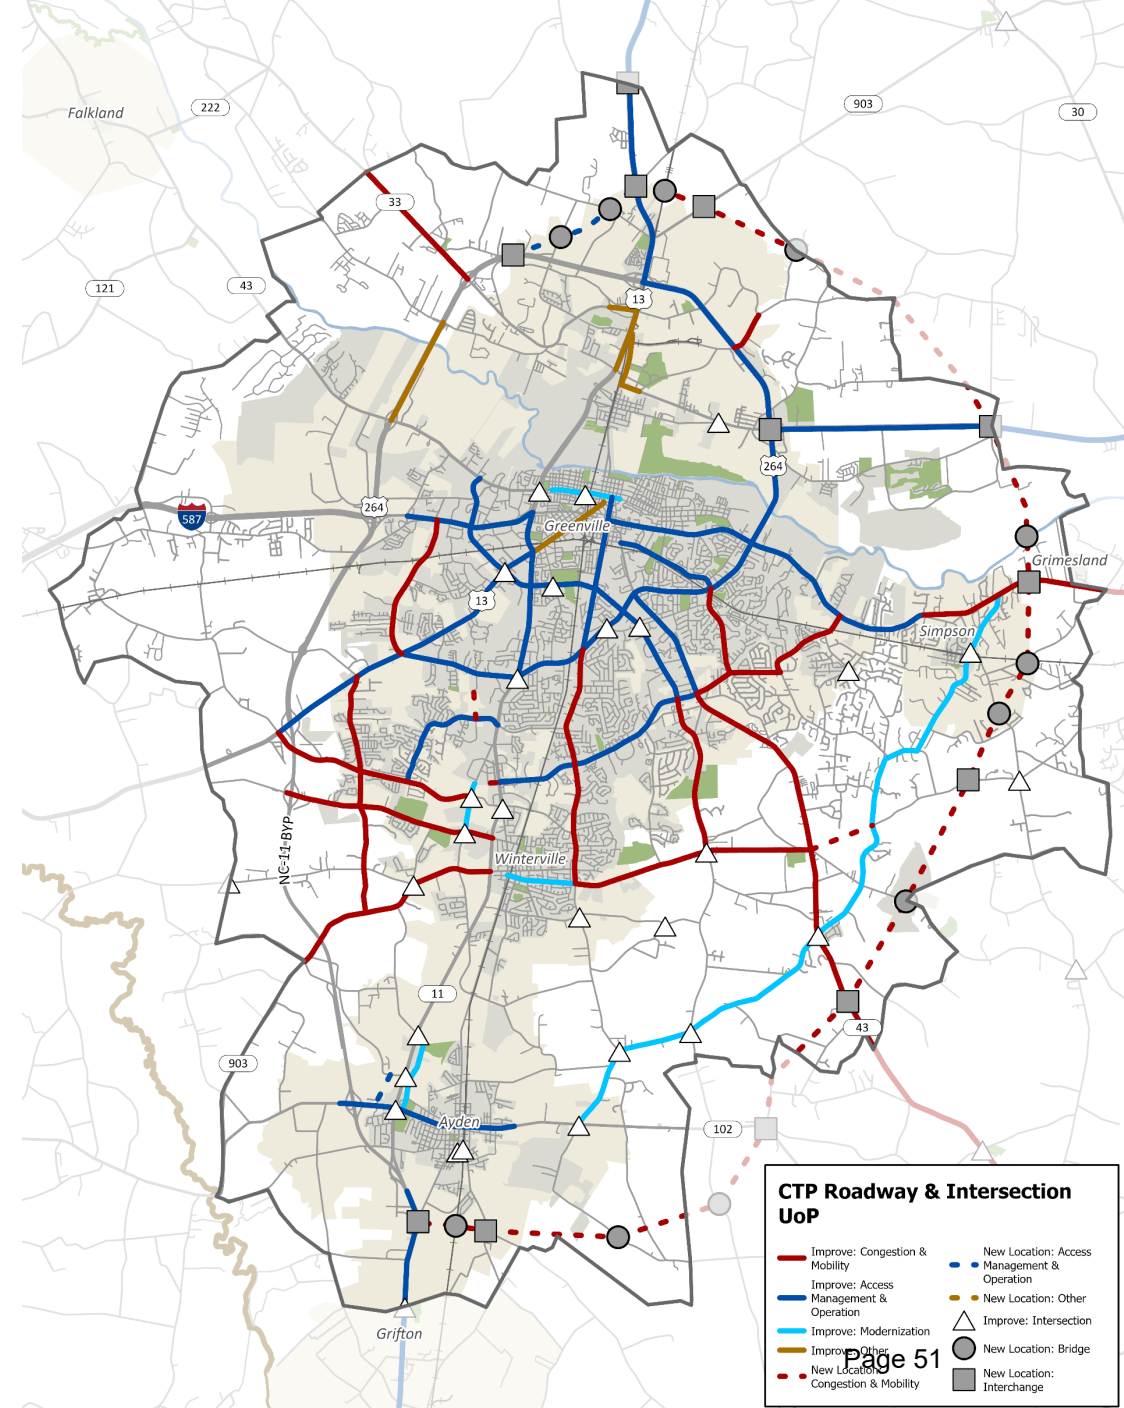 Falkland
222
903
30
33
121
43
13
264
264
587
Greenville
Grimesland
13
Simpson
NC-11-BYP
Winterville
11
43
903
Ayden
102
Grifton
CTP Roadway & Intersection
UoP
Improve: Congestion &
Mobility
Improve: Access
Management &
Operation
Improve: Modernization
Improve: Other
New Location:
Congestion & Mobility
New Location: Access
Management &
Operation
New Location: Other
Improve: Intersection
New Location: Bridge
New Location:
Interchange
Page 51